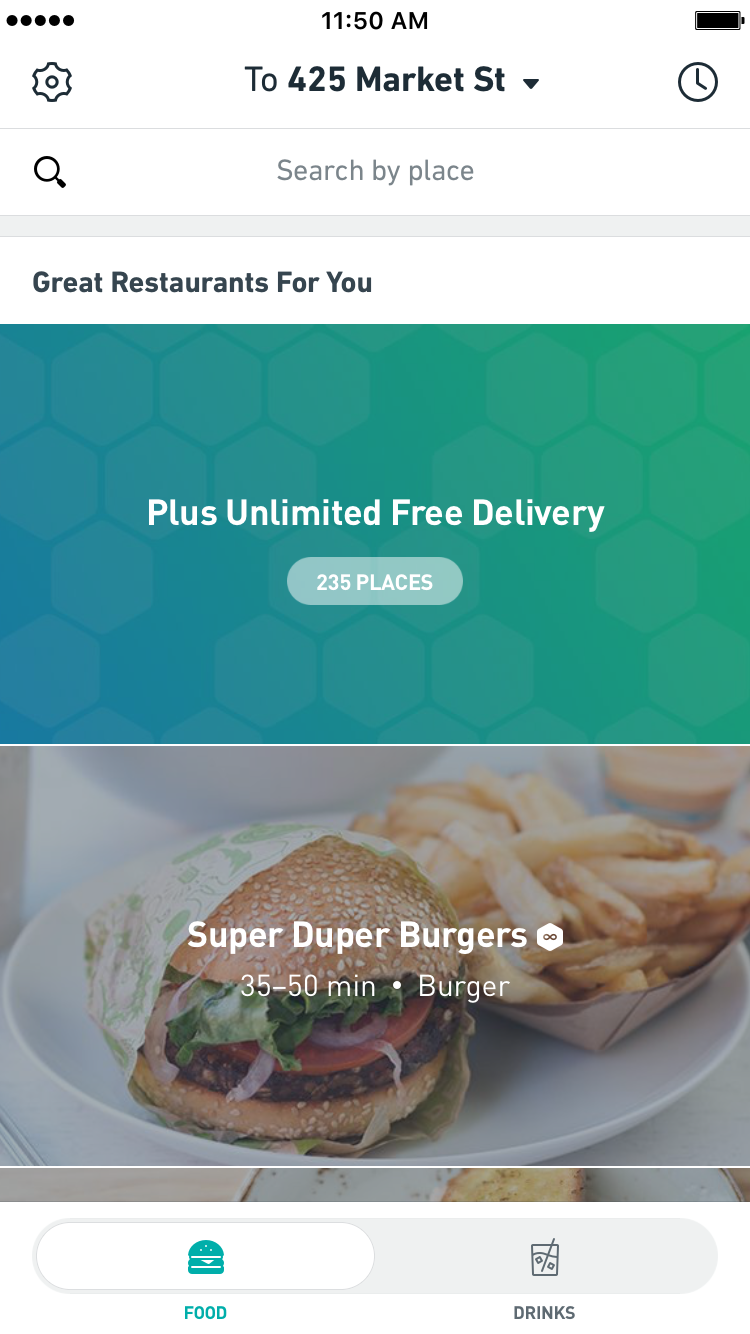 11:50 AM
To 425 Market St
Search by place
Great Restaurants For You
Plus Unlimited Free Delivery
235 PLACES
Super Duper Burgers
35–50 min • Burger
FOOD
DRINKS